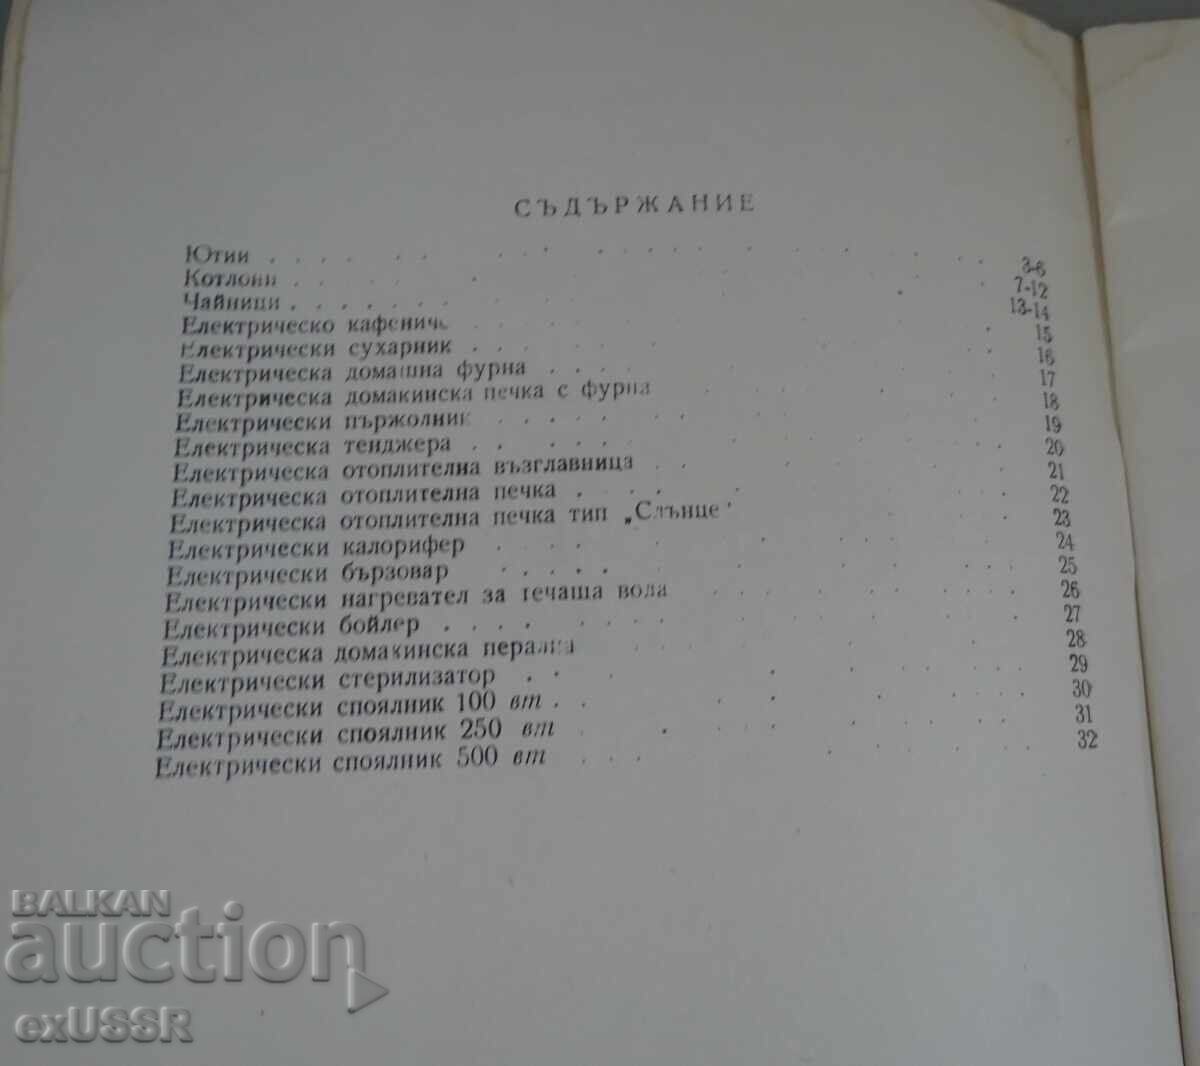 СЪДЪРЖАНИЕ
Ютии . . . . . . . . . . . . 3-6
Котлони . . . . . . . . . . . . 7-12
Чайници . . . . . . . . . . . . 13-14
Електрическо кафениче . . . . . . . . . . . . 15
Електрически сухарник . . . . . . . . . . . . 16
Електрическа домашна фурна . . . . . . . . . . . . 17
Електрическа домакинска печка с фурна . . . . . . . . . 18
Електрически пържолник . . . . . . . . . . . . 19
Електрическа тенджера . . . . . . . . . . . . 20
Електрическа отоплителна възглавница . . . . . . . . . 21
Електрическа отоплителна печка . . . . . . . . . . . . 22
Електрическа отоплителна печка тип „Слънце" . . . . . . 23
Електрически калорифер . . . . . . . . . . . . 24
Електрически бързовар . . . . . . . . . . . . 25
Електрически нагревател за течаща вода . . . . . . . . . 26
Електрически бойлер . . . . . . . . . . . . 27
Електрическа домакинска пералня . . . . . . . . . 28
Електрически стерилизатор . . . . . . . . . . . . 29
Електрически споялник 100 вт . . . . . . . . . . . . 30
Електрически споялник 250 вт . . . . . . . . . . . . 31
Електрически споялник 500 вт . . . . . . . . . . . . 32
BALKAN
auction
exUSSR